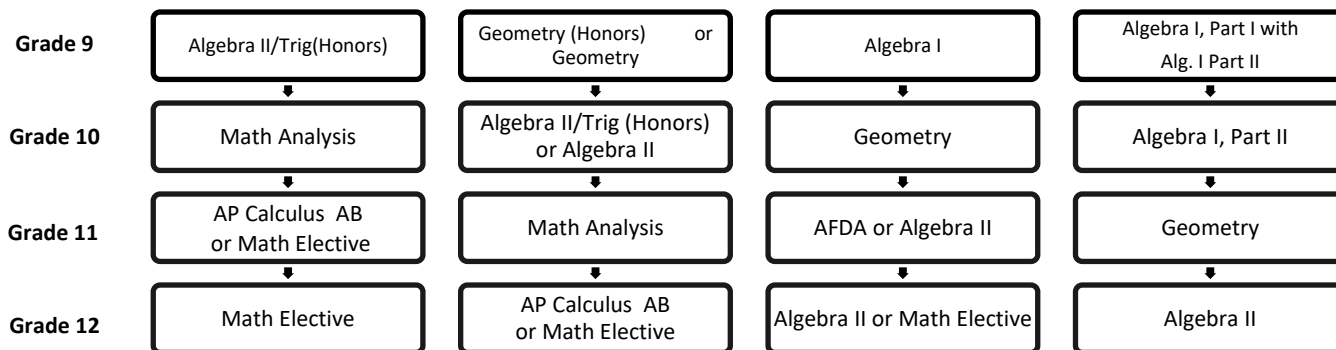 Grade 9
Algebra II/Trig(Honors)
Geometry (Honors) or
Geometry
Algebra I
Algebra I, Part I with
Alg. I Part II
Grade 10
Math Analysis
Algebra II/Trig (Honors)
or Algebra II
Geometry
Algebra I, Part II
Grade 11
AP Calculus AB
or Math Elective
Math Analysis
AFDA or Algebra II
Geometry
Grade 12
Math Elective
AP Calculus AB
or Math Elective
Algebra II or Math Elective
Algebra II